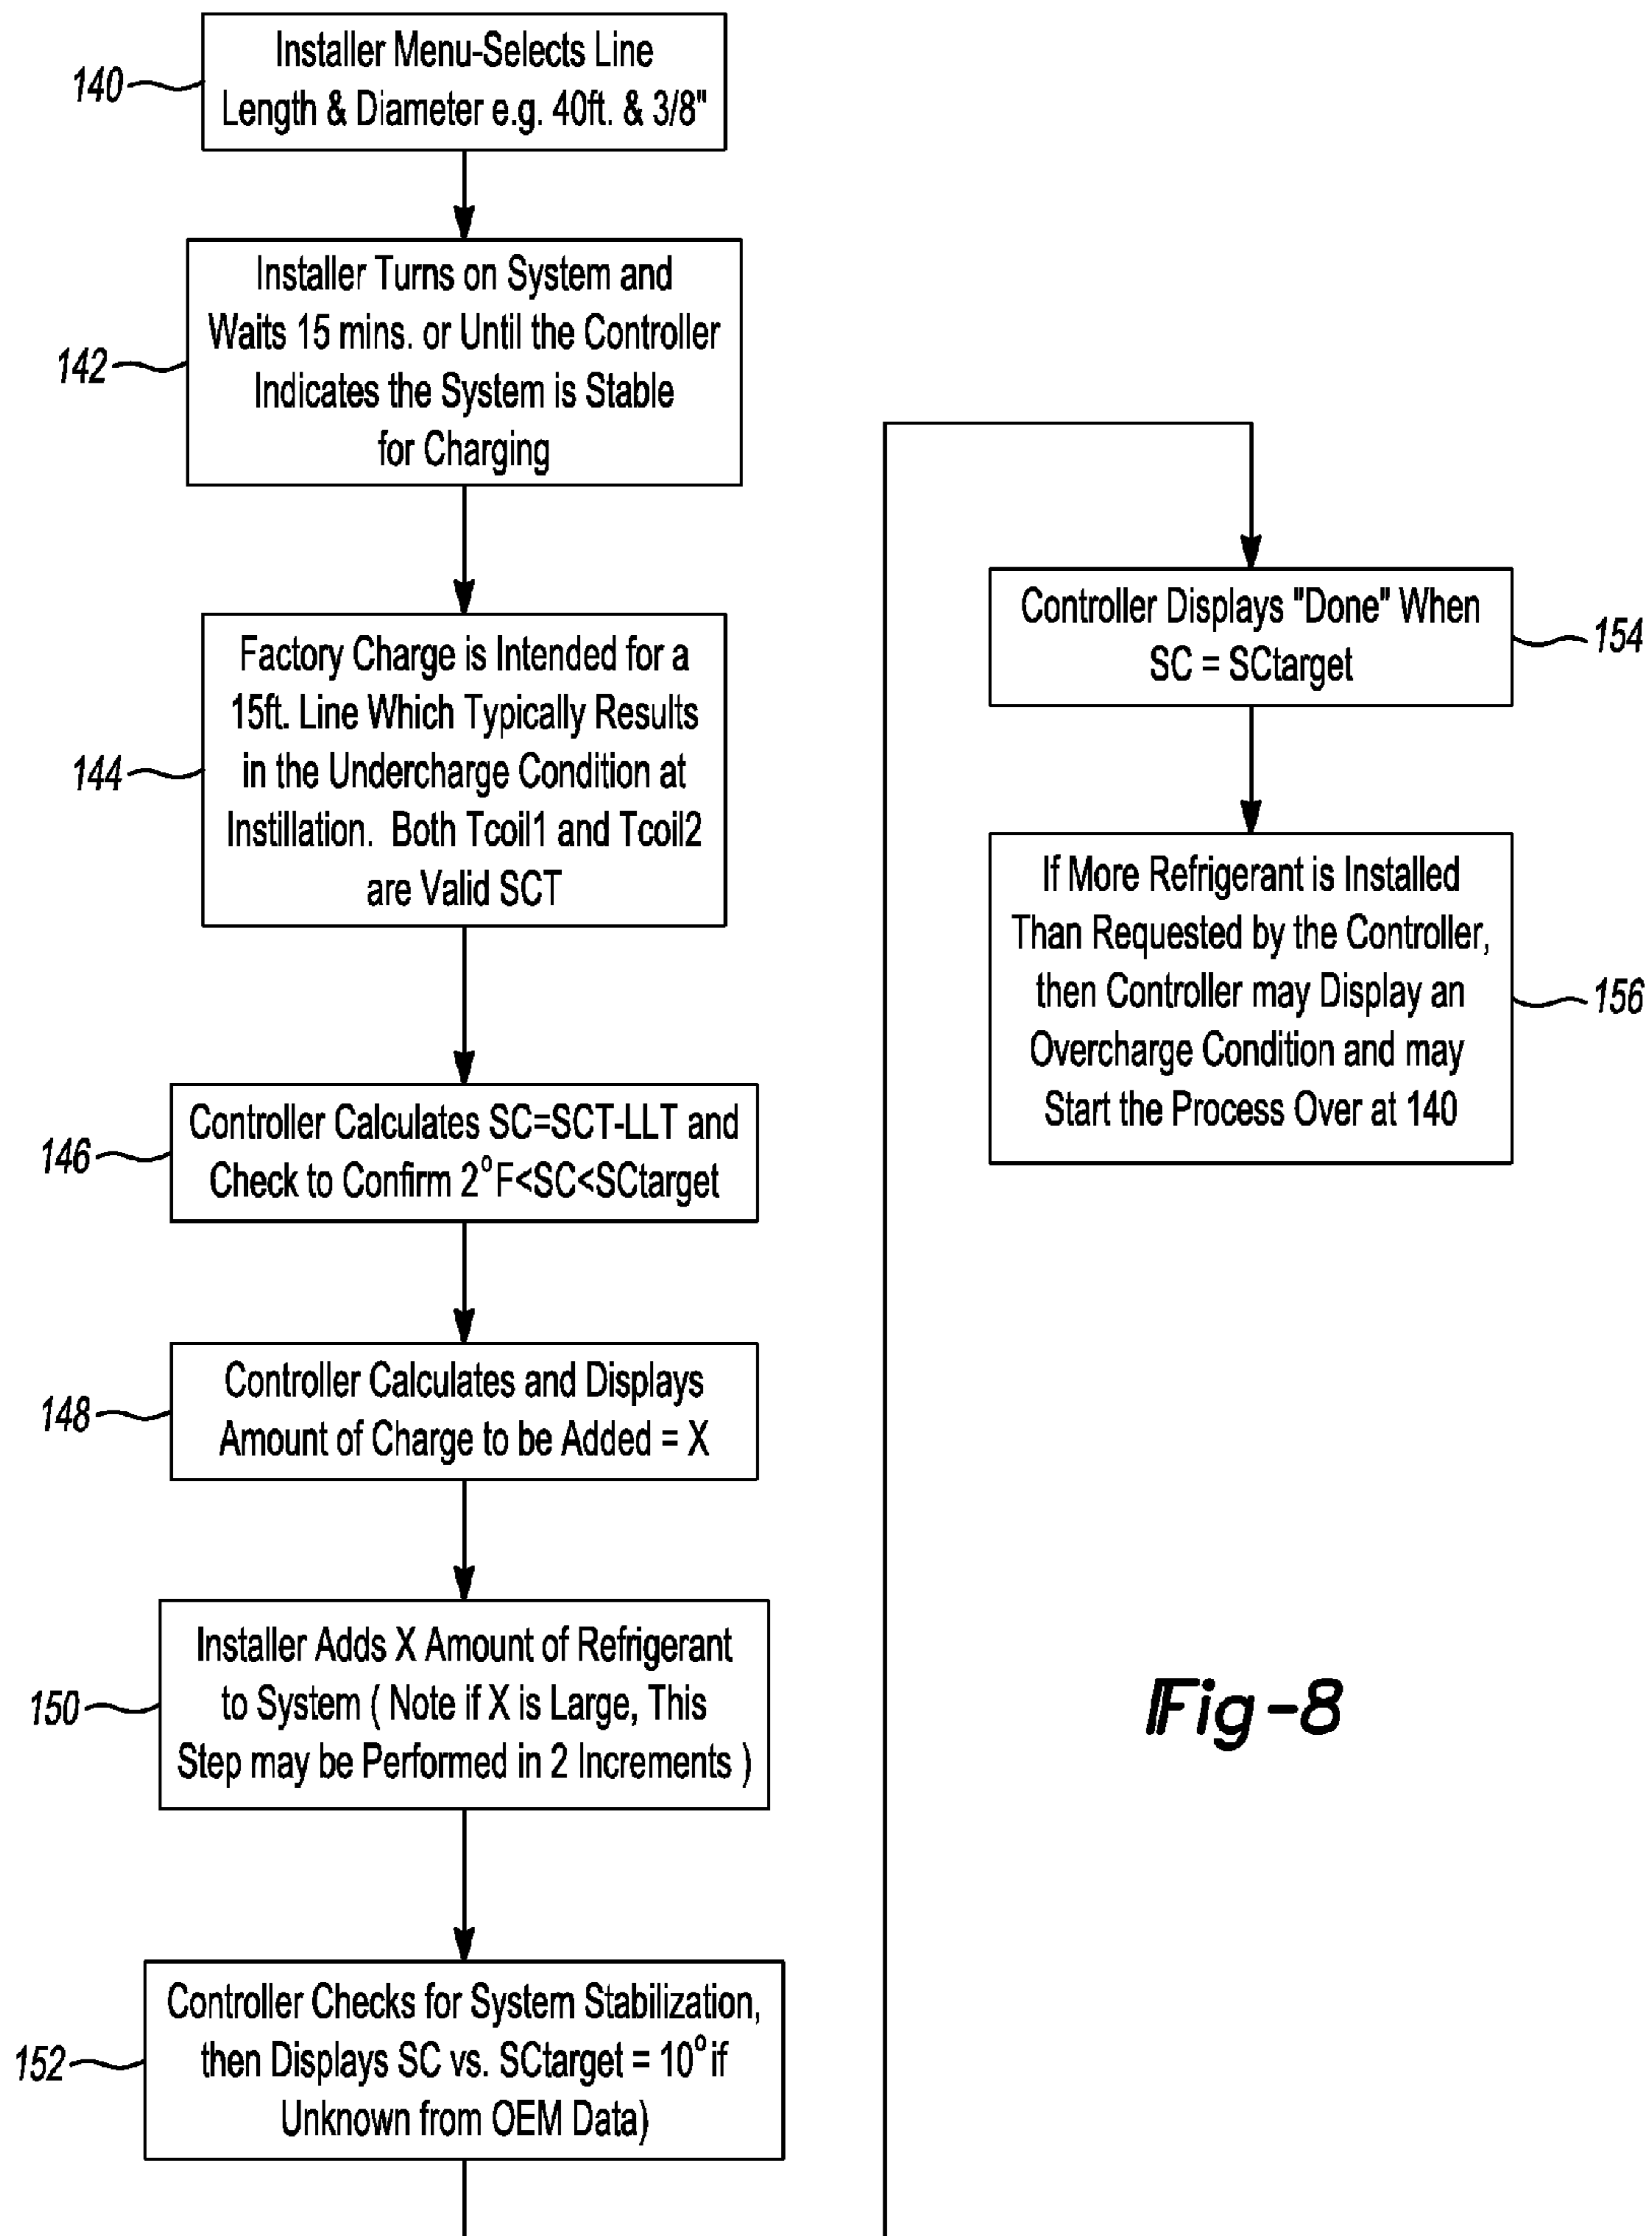 140
Installer Menu-Selects Line
Length & Diameter e.g. 40ft. & 3/8"
142
Installer Turns on System and
Waits 15 mins. or Until the Controller
Indicates the System is Stable
for Charging
144
Factory Charge is Intended for a
15ft. Line Which Typically Results
in the Undercharge Condition at
Instillation. Both Tcoil1 and Tcoil2
are Valid SCT
146
Controller Calculates SC=SCT-LLT and
Check to Confirm 2°F<SC<SCtarget
148
Controller Calculates and Displays
Amount of Charge to be Added = X
150
Installer Adds X Amount of Refrigerant
to System ( Note if X is Large, This
Step may be Performed in 2 Increments )
152
Controller Checks for System Stabilization,
then Displays SC vs. SCtarget = 10° if
Unknown from OEM Data)
Controller Displays "Done" When
SC = SCtarget
154
If More Refrigerant is Installed
Than Requested by the Controller,
then Controller may Display an
Overcharge Condition and may
Start the Process Over at 140
156
Fig-8